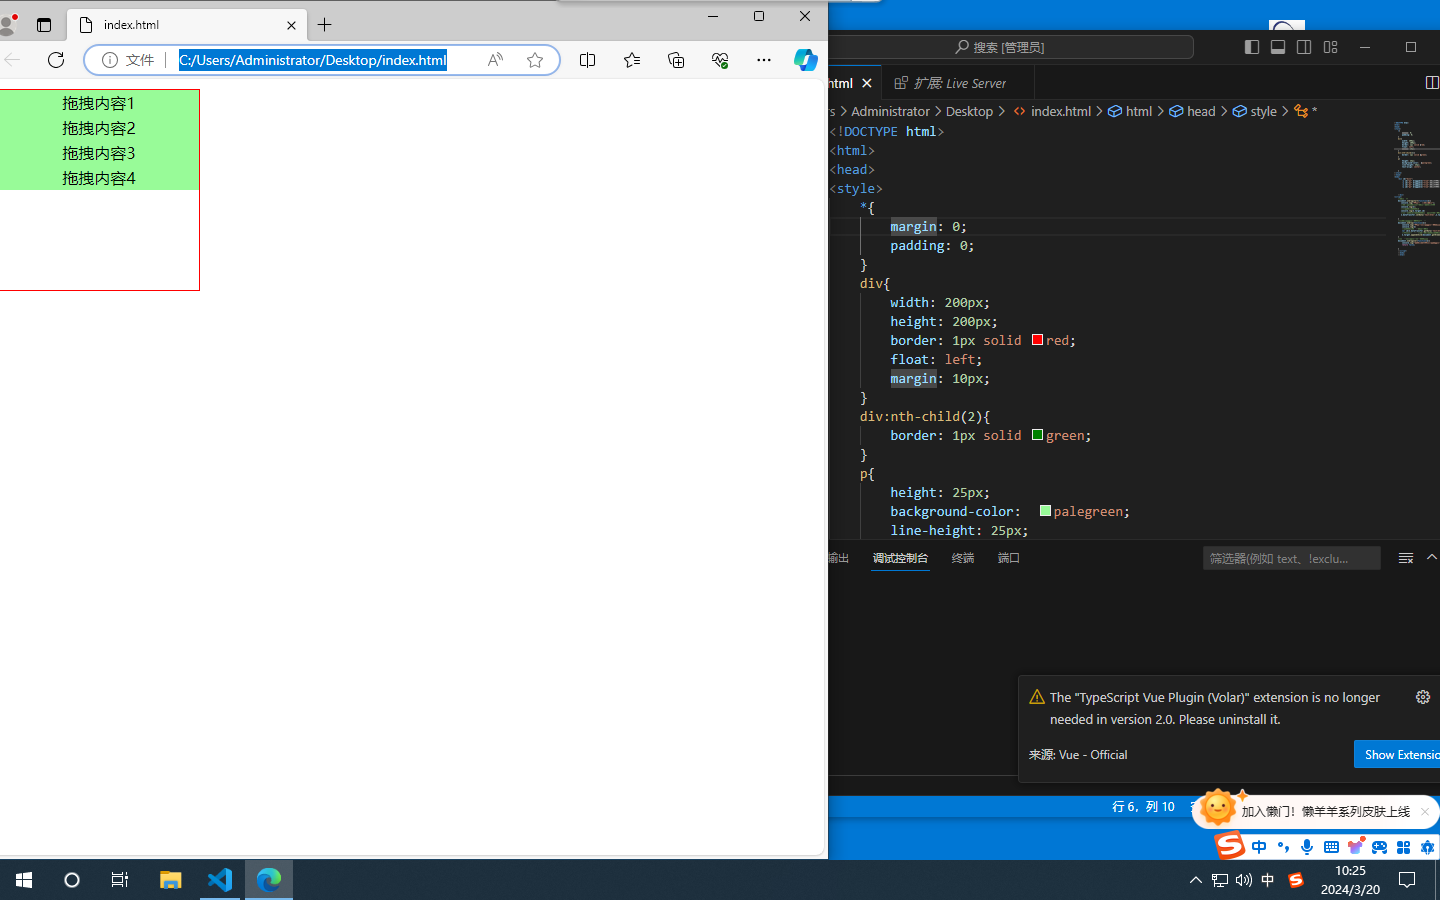 index.html
文件
C:/Users/Administrator/Desktop/index.html
拖拽内容1
拖拽内容2
拖拽内容3
拖拽内容4
搜索 [管理员]
html
扩展: Live Server
rs > Administrator > Desktop > index.html > html > head > style > *
<!DOCTYPE html>
<html>
<head>
<style>
*{
margin: 0;
padding: 0;
}
div{
width: 200px;
height: 200px;
border: 1px solid red;
float: left;
margin: 10px;
}
div:nth-child(2){
border: 1px solid green;
}
p{
height: 25px;
background-color: palegreen;
line-height: 25px;
输出 调试控制台 终端 端口
筛选器(例如 text、!exclu...
The "TypeScript Vue Plugin (Volar)" extension is no longer
needed in version 2.0. Please uninstall it.
来源: Vue - Official
Show Extensio
行 6，列 10
加入懒门！懒羊羊系列皮肤上线
中
中
10:25
2024/3/20